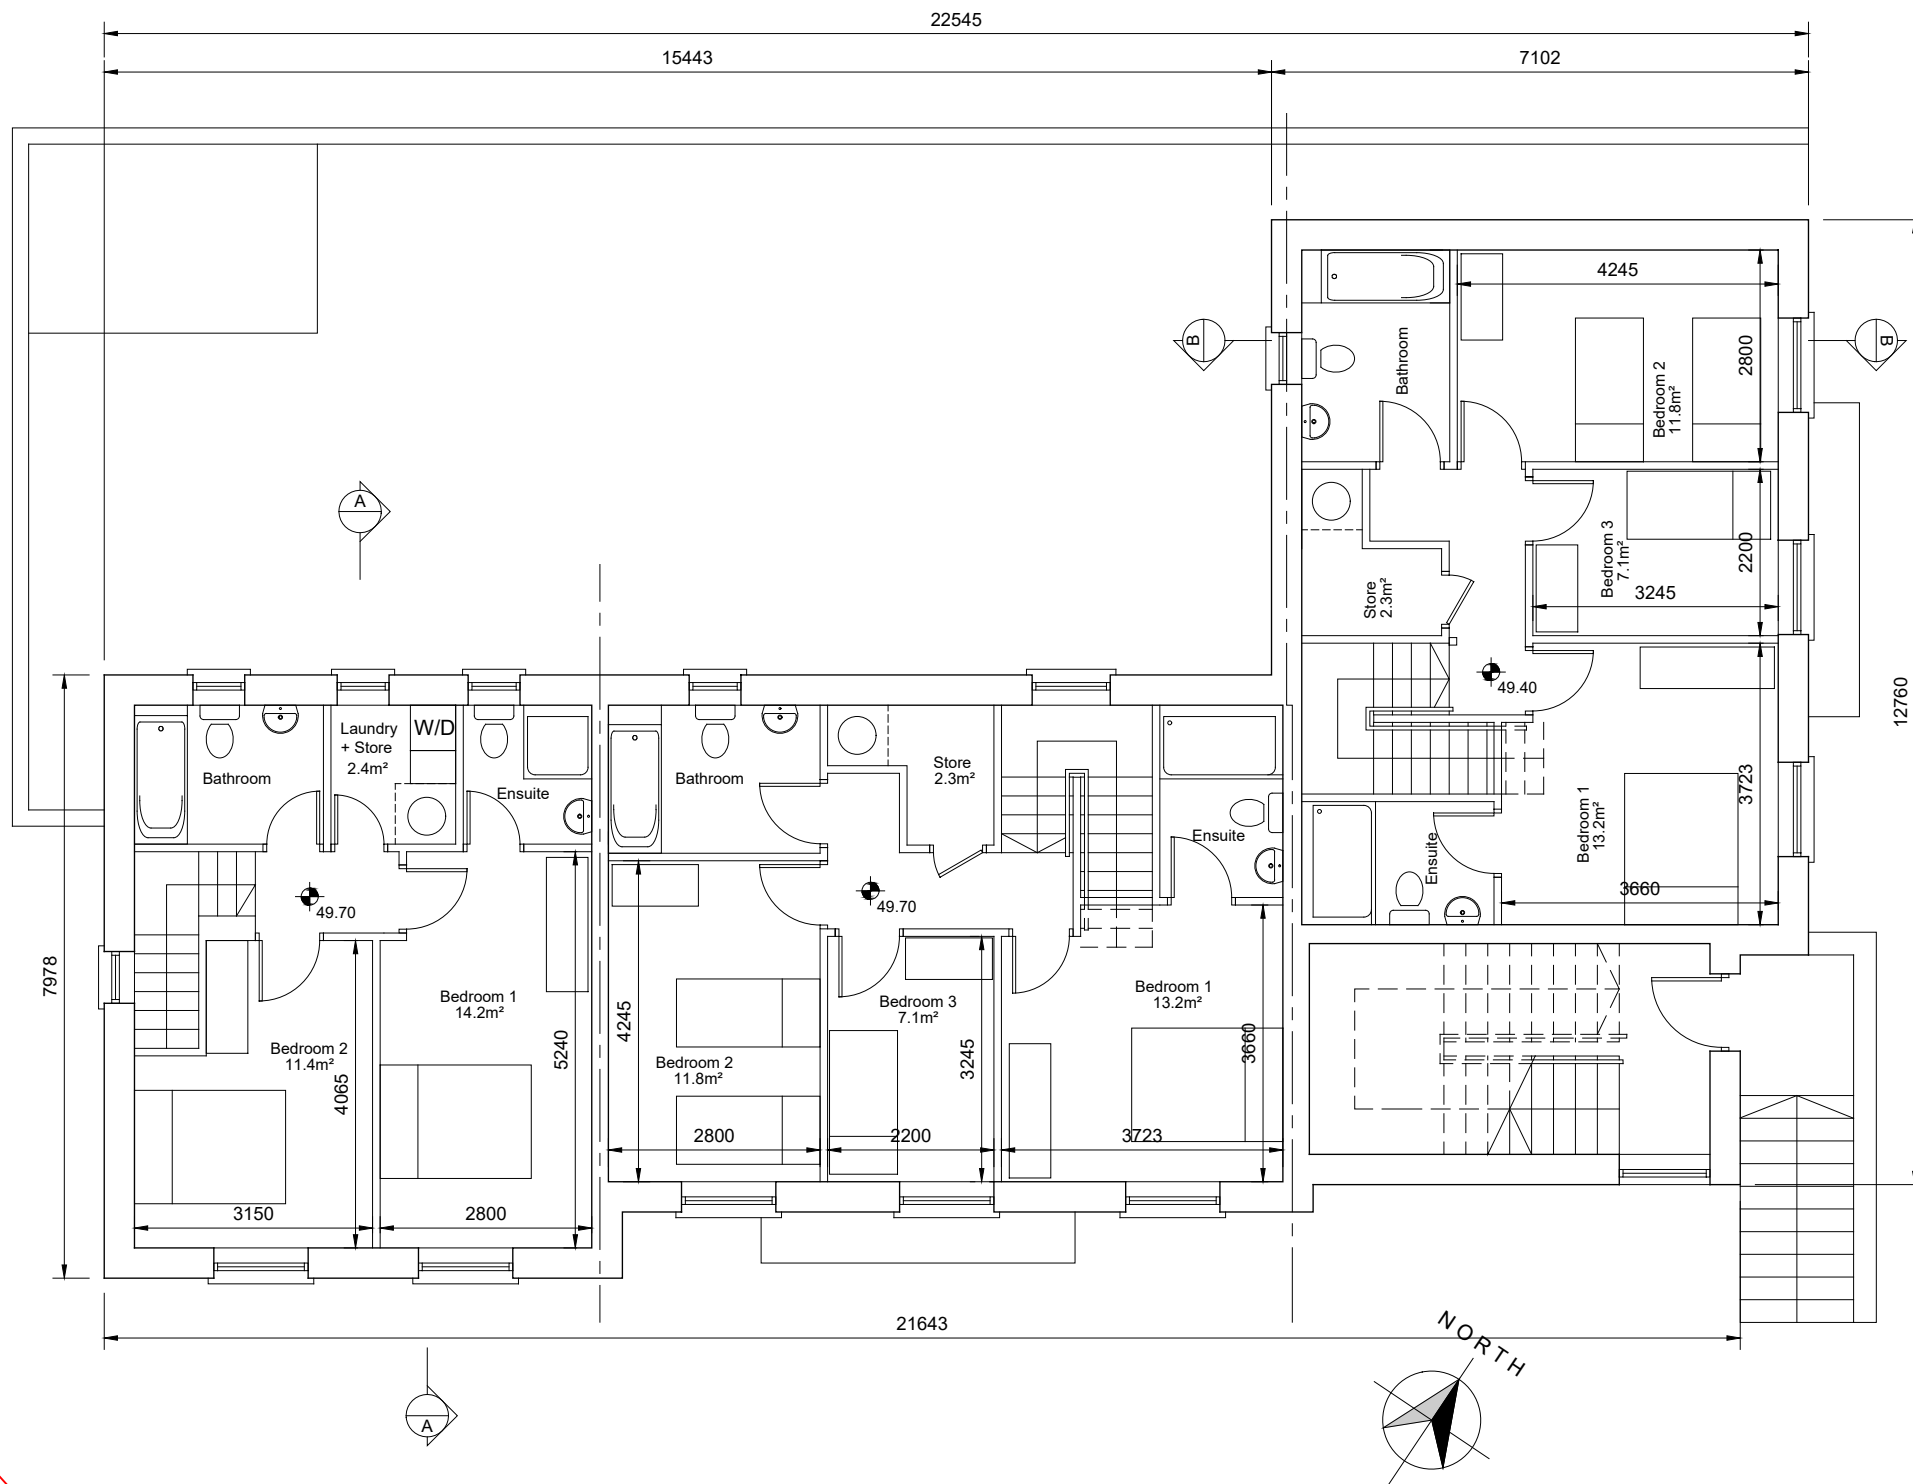 22545
15443
7102
4245
B
B
Bathroom
Bedroom 2
11.8m²
2800
A
Bedroom 3
7.1m²
2200
Store
2.3m²
3245
49.40
12760
Laundry
+ Store
2.4m²
W/D
Bathroom
Ensuite
Bathroom
Store
2.3m²
Ensuite
3723
Bedroom 1
13.2m²
Ensuite
3660
49.70
49.70
7978
Bedroom 1
14.2m²
Bedroom 2
11.4m²
4065
5240
4245
Bedroom 2
11.8m²
Bedroom 3
7.1m²
3245
Bedroom 1
13.2m²
3660
2800
2200
3723
3150
2800
21643
NORTH
A